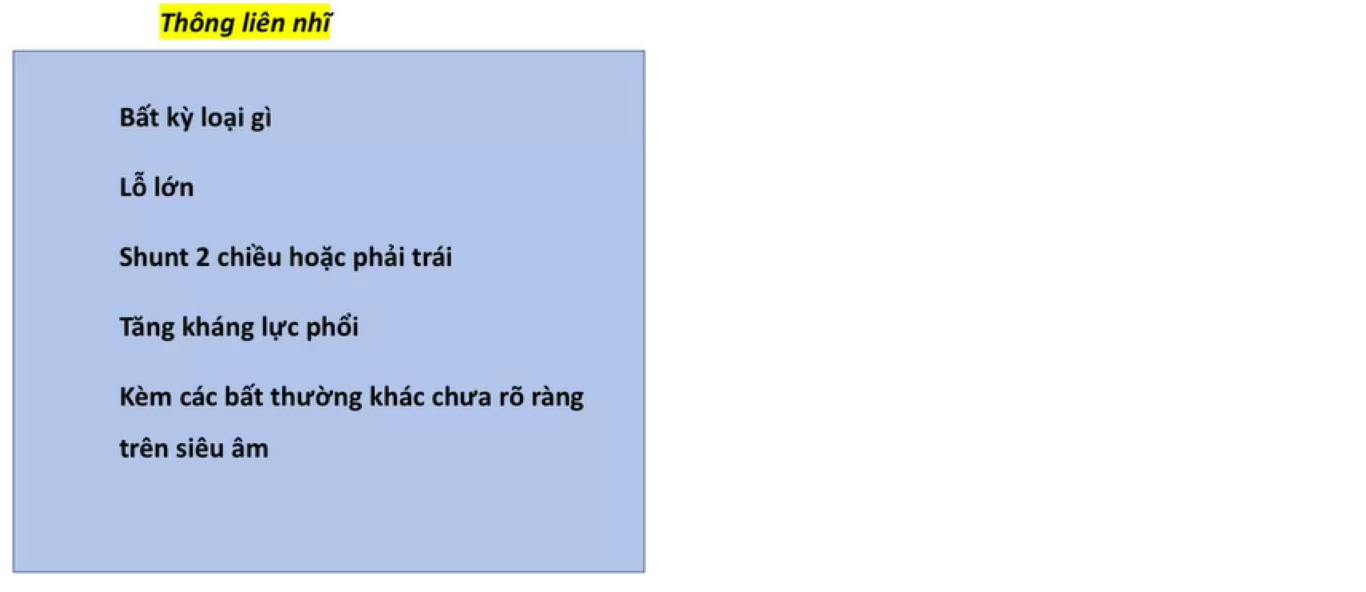 Thông liên nhĩ
Bất kỳ loại gì
Lỗ lớn
Shunt 2 chiều hoặc phải trái
Tăng kháng lực phổi
Kèm các bất thường khác chưa rõ ràng
trên siêu âm